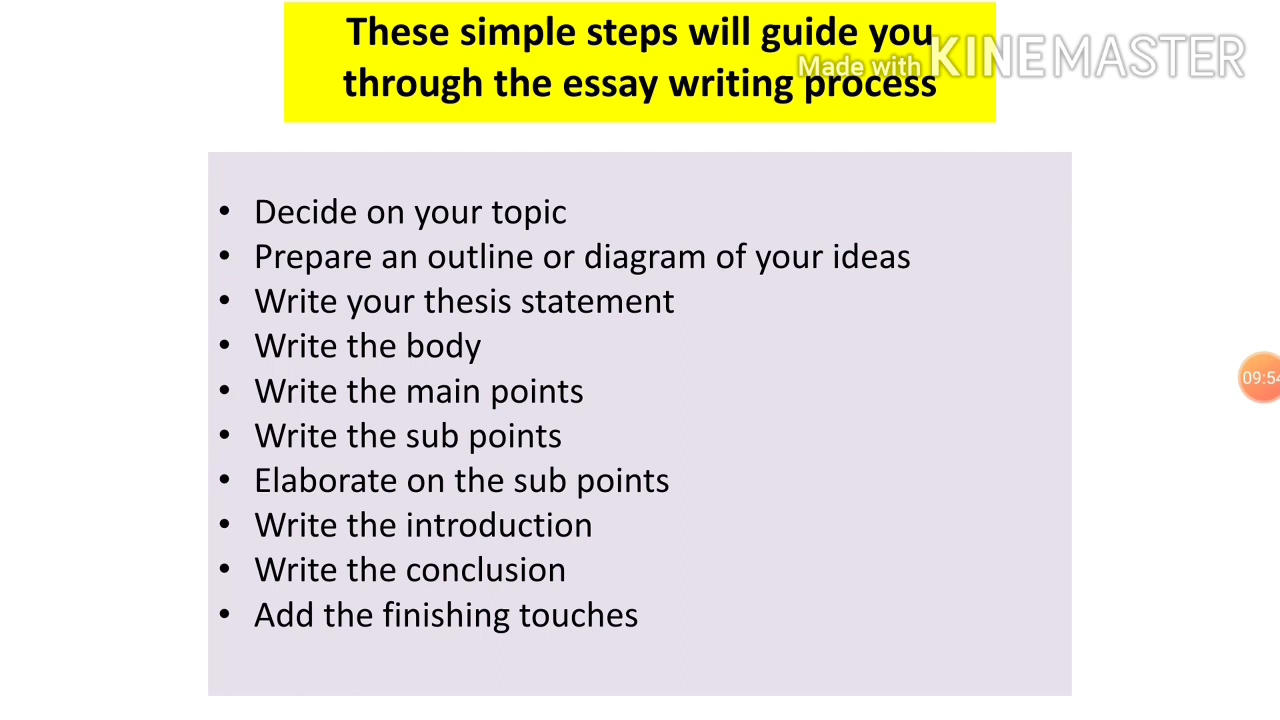 These simple steps will guide you
through the essay writing process
Made with KINEMASTER
• Decide on your topic
• Prepare an outline or diagram of your ideas
• Write your thesis statement
• Write the body
• Write the main points
• Write the sub points
• Elaborate on the sub points
• Write the introduction
• Write the conclusion
• Add the finishing touches
09:54